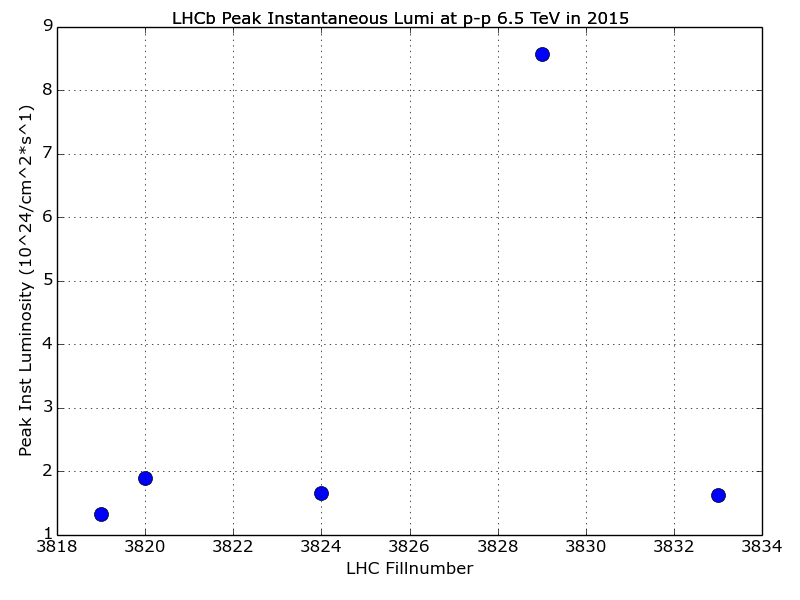 LHCb Peak Instantaneous Lumi at p-p 6.5 TeV in 2015
Peak Inst Luminosity (10^24/cm^2*s^1)
9
8
7
6
5
4
3
2
1
3818 3820 3822 3824 3826 3828 3830 3832 3834
LHC Fillnumber